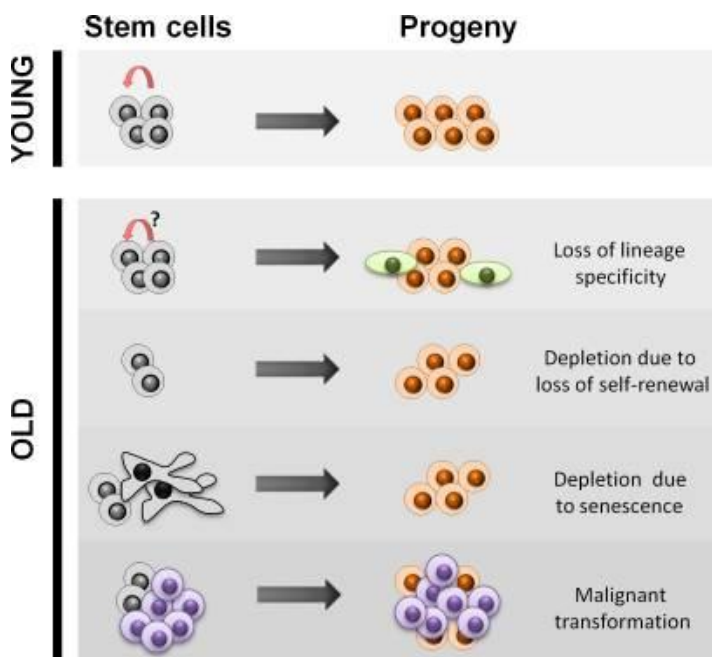 Stem cells
Progeny
YOUNG
OLD
?
Loss of lineage
specificity
Depletion due to
loss of self-renewal
Depletion due
to senescence
Malignant
transformation